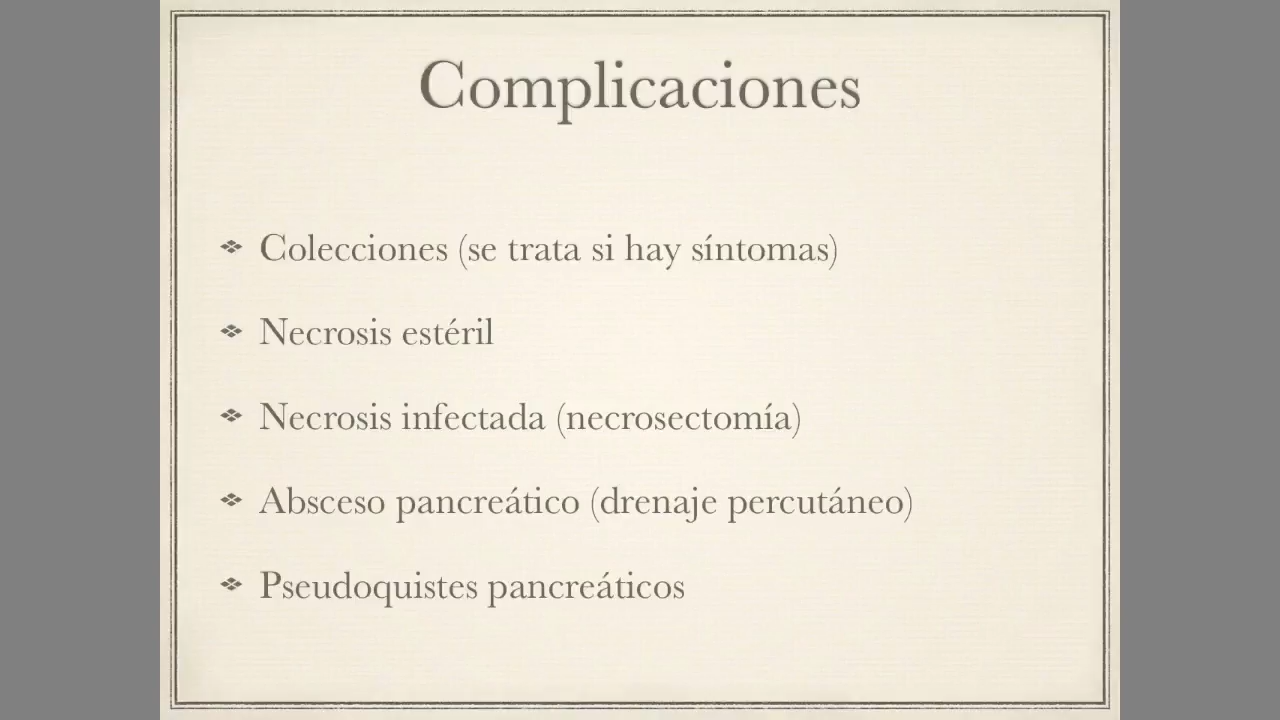 Complicaciones
Colecciones (se trata si hay síntomas)
Necrosis estéril
Necrosis infectada (necrosectomía)
Absceso pancreático (drenaje percutáneo)
Pseudoquistes pancreáticos